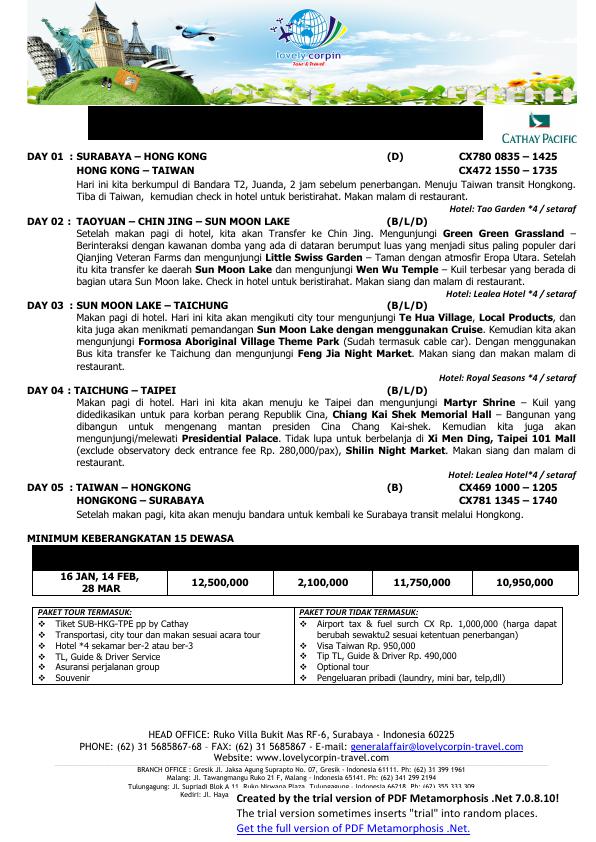 lovely corpin
Tour & Travel
CATHAY PACIFIC
DAY 01 : SURABAYA – HONG KONG (D) CX780 0835 – 1425
HONG KONG – TAIWAN CX472 1550 – 1735
Hari ini kita berkumpul di Bandara T2, Juanda, 2 jam sebelum penerbangan. Menuju Taiwan transit Hongkong.
Tiba di Taiwan, kemudian check in hotel untuk beristirahat. Makan malam di restaurant.
Hotel: Tao Garden *4 / setaraf
DAY 02 : TAOYUAN – CHIN JING – SUN MOON LAKE (B/L/D)
Setelah makan pagi di hotel, kita akan Transfer ke Chin Jing. Mengunjungi Green Green Grassland –
Berinteraksi dengan kawanan domba yang ada di dataran berumput luas yang menjadi situs paling populer dari
Qianjing Veteran Farms dan mengunjungi Little Swiss Garden – Taman dengan atmosfir Eropa Utara. Setelah
itu kita transfer ke daerah Sun Moon Lake dan mengunjungi Wen Wu Temple – Kuil terbesar yang berada di
bagian utara Sun Moon lake. Check in hotel untuk beristirahat. Makan siang dan malam di restaurant.
Hotel: Lealea Hotel *4 / setaraf
DAY 03 : SUN MOON LAKE – TAICHUNG (B/L/D)
Makan pagi di hotel. Hari ini kita akan mengikuti city tour mengunjungi Te Hua Village, Local Products, dan
kita juga akan menikmati pemandangan Sun Moon Lake dengan menggunakan Cruise. Kemudian kita akan
mengunjungi Formosa Aboriginal Village Theme Park (Sudah termasuk cable car). Dengan menggunakan
Bus kita transfer ke Taichung dan mengunjungi Feng Jia Night Market. Makan siang dan makan malam di
restaurant.
Hotel: Royal Seasons *4 / setaraf
DAY 04 : TAICHUNG – TAIPEI (B/L/D)
Makan pagi di hotel. Hari ini kita akan menuju ke Taipei dan mengunjungi Martyr Shrine – Kuil yang
didedikasikan untuk para korban perang Republik Cina, Chiang Kai Shek Memorial Hall – Bangunan yang
dibangun untuk mengenang mantan presiden Cina Chang Kai-shek. Kemudian kita juga akan
mengunjungi/melewati Presidential Palace. Tidak lupa untuk berbelanja di Xi Men Ding, Taipei 101 Mall
(exclude observatory deck entrance fee Rp. 280,000/pax), Shilin Night Market. Makan siang dan malam di
restaurant.
Hotel: Lealea Hotel*4 / setaraf
DAY 05 : TAIWAN – HONGKONG (B) CX469 1000 – 1205
HONGKONG – SURABAYA CX781 1345 – 1740
Setelah makan pagi, kita akan menuju bandara untuk kembali ke Surabaya transit melalui Hongkong.
MINIMUM KEBERANGKATAN 15 DEWASA
16 JAN, 14 FEB,
28 MAR 12,500,000 2,100,000 11,750,000 10,950,000
PAKET TOUR TERMASUK:
❖ Tiket SUB-HKG-TPE pp by Cathay
❖ Transportasi, city tour dan makan sesuai acara tour
❖ Hotel *4 sekamar ber-2 atau ber-3
❖ TL, Guide & Driver Service
❖ Asuransi perjalanan group
❖ Souvenir
PAKET TOUR TIDAK TERMASUK:
❖ Airport tax & fuel surch CX Rp. 1,000,000 (harga dapat
berubah sewaktu2 sesuai ketentuan penerbangan)
❖ Visa Taiwan Rp. 950,000
❖ Tip TL, Guide & Driver Rp. 490,000
❖ Optional tour
❖ Pengeluaran pribadi (laundry, mini bar, telp,dll)
HEAD OFFICE: Ruko Villa Bukit Mas RF-6, Surabaya - Indonesia 60225
PHONE: (62) 31 5685867-68 – FAX: (62) 31 5685867 - E-mail: generalaffair@lovelycorpin-travel.com
Website: www.lovelycorpin-travel.com
BRANCH OFFICE : Gresik Jl. Jaksa Agung Suprapto No. 07, Gresik - Indonesia 61111. Ph: (62) 31 399 1961
Malang: Jl. Tawangmangu Ruko 21 F, Malang - Indonesia 65141. Ph: (62) 341 299 2194
Tulungagung: Jl. Supriadi Blok A 11, Ruko Nirwana Plaza, Tulungagung - Indonesia 66218. Ph: (62) 355 333 309
Kediri: Jl. Haya
Created by the trial version of PDF Metamorphosis .Net 7.0.8.10!
The trial version sometimes inserts "trial" into random places.
Get the full version of PDF Metamorphosis .Net.